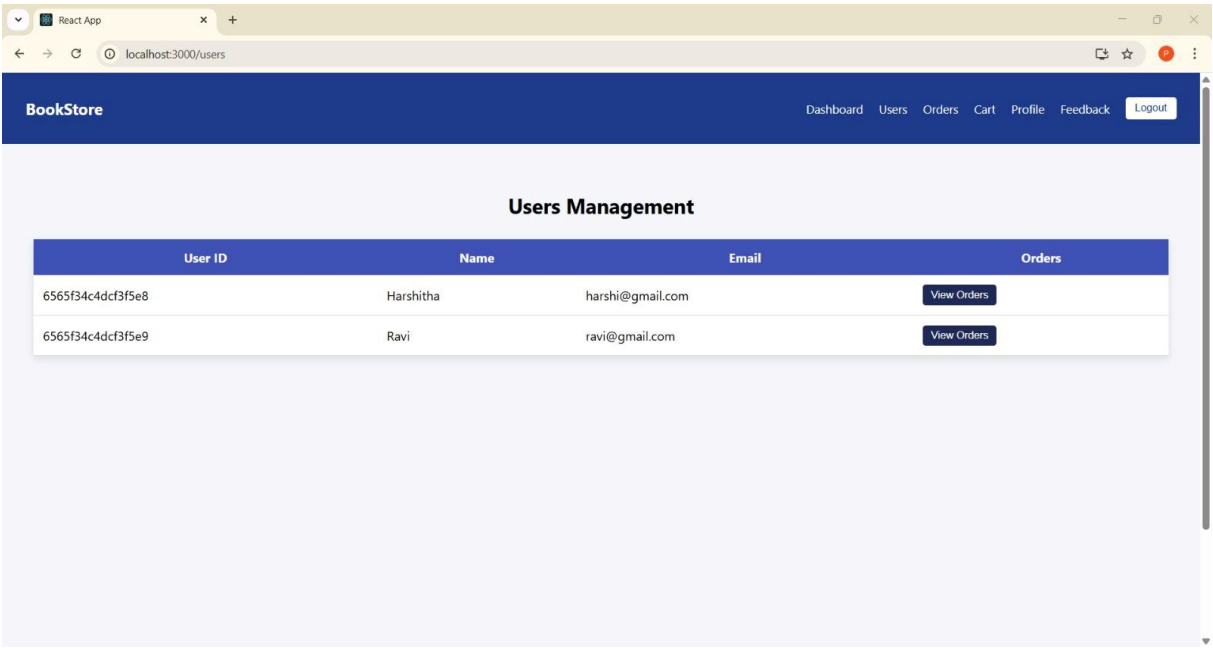 React App
localhost:3000/users
P
BookStore Dashboard Users Orders Cart Profile Feedback Logout
Users Management
User ID Name Email Orders
6565f34c4dcf3f5e8 Harshitha harshi@gmail.com View Orders
6565f34c4dcf3f5e9 Ravi ravi@gmail.com View Orders